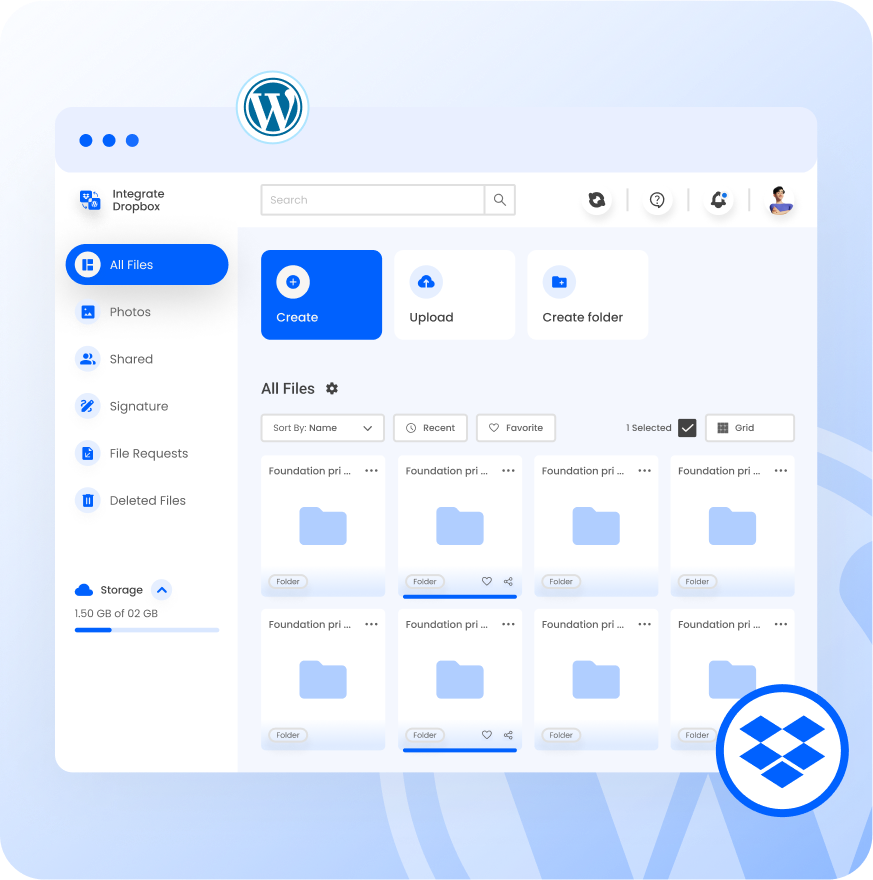 Integrate
Dropbox
Search
All Files
Photos
Shared
Signature
File Requests
Deleted Files
Storage
1.50 GB of 02 GB
Create
Upload
Create folder
All Files
Sort By: Name
Recent
Favorite
1 Selected
Grid
Foundation pri ...
Foundation pri ...
Foundation pri ...
Foundation pri ...
Folder
Folder
Folder
Folder
Foundation pri ...
Foundation pri ...
Foundation pri ...
Foundation pri ...
Folder
Folder
Folder
Folder